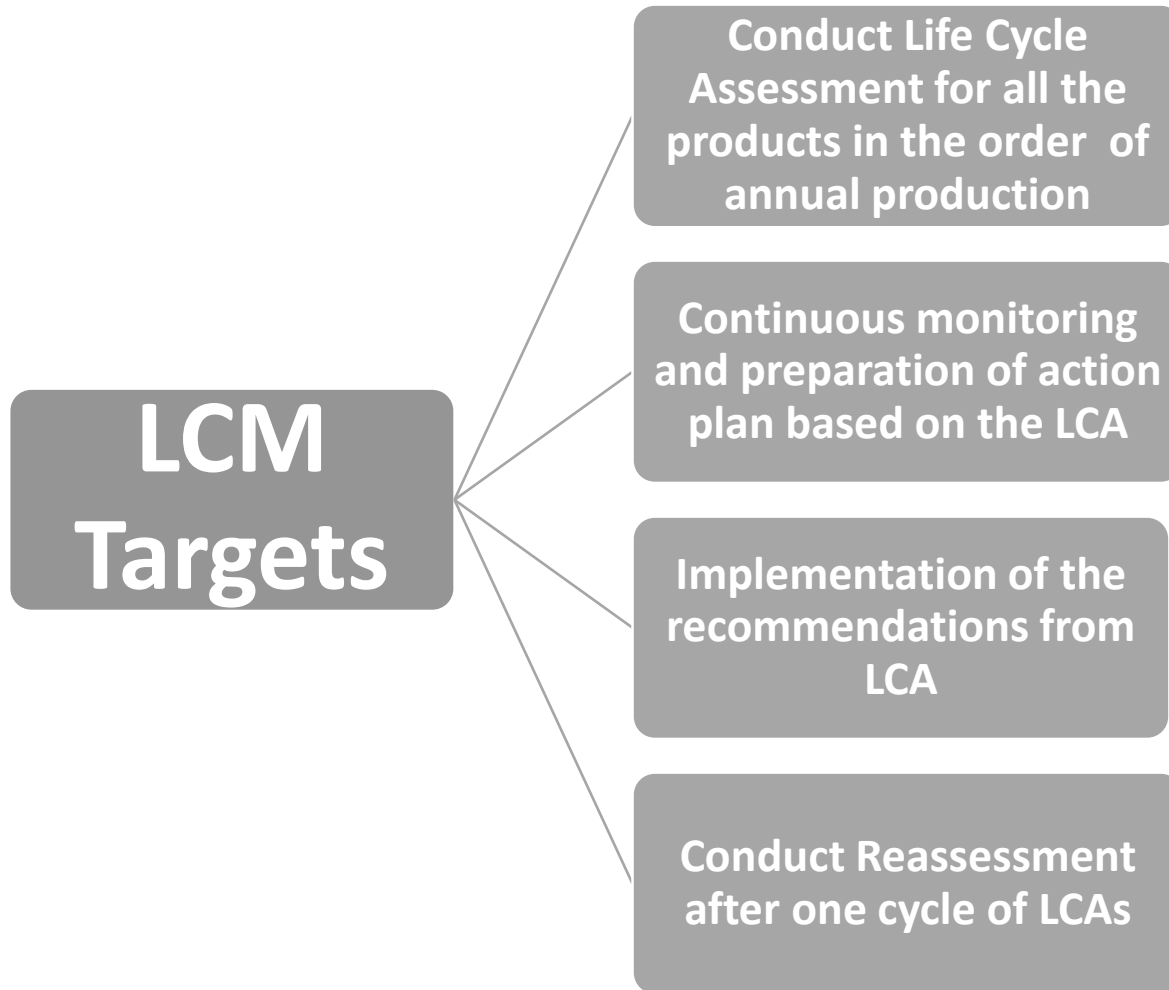 LCM
Targets
Conduct Life Cycle
Assessment for all the
products in the order of
annual production
Continuous monitoring
and preparation of action
plan based on the LCA
Implementation of the
recommendations from
LCA
Conduct Reassessment
after one cycle of LCAs